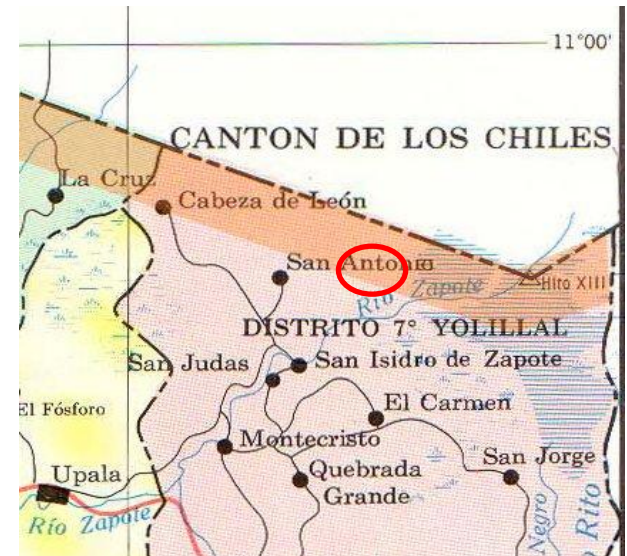 11°00'
CANTON DE LOS CHILES
La Cruz
Cabeza de León
San Antonio
Río Zapote
Hito XIII
DISTRITO 7° YOLILLAL
San Judas
San Isidro de Zapote
El Fósforo
El Carmen
Montecristo
San Jorge
Upala
Quebrada
Grande
Río Zapote
Negro
Rito